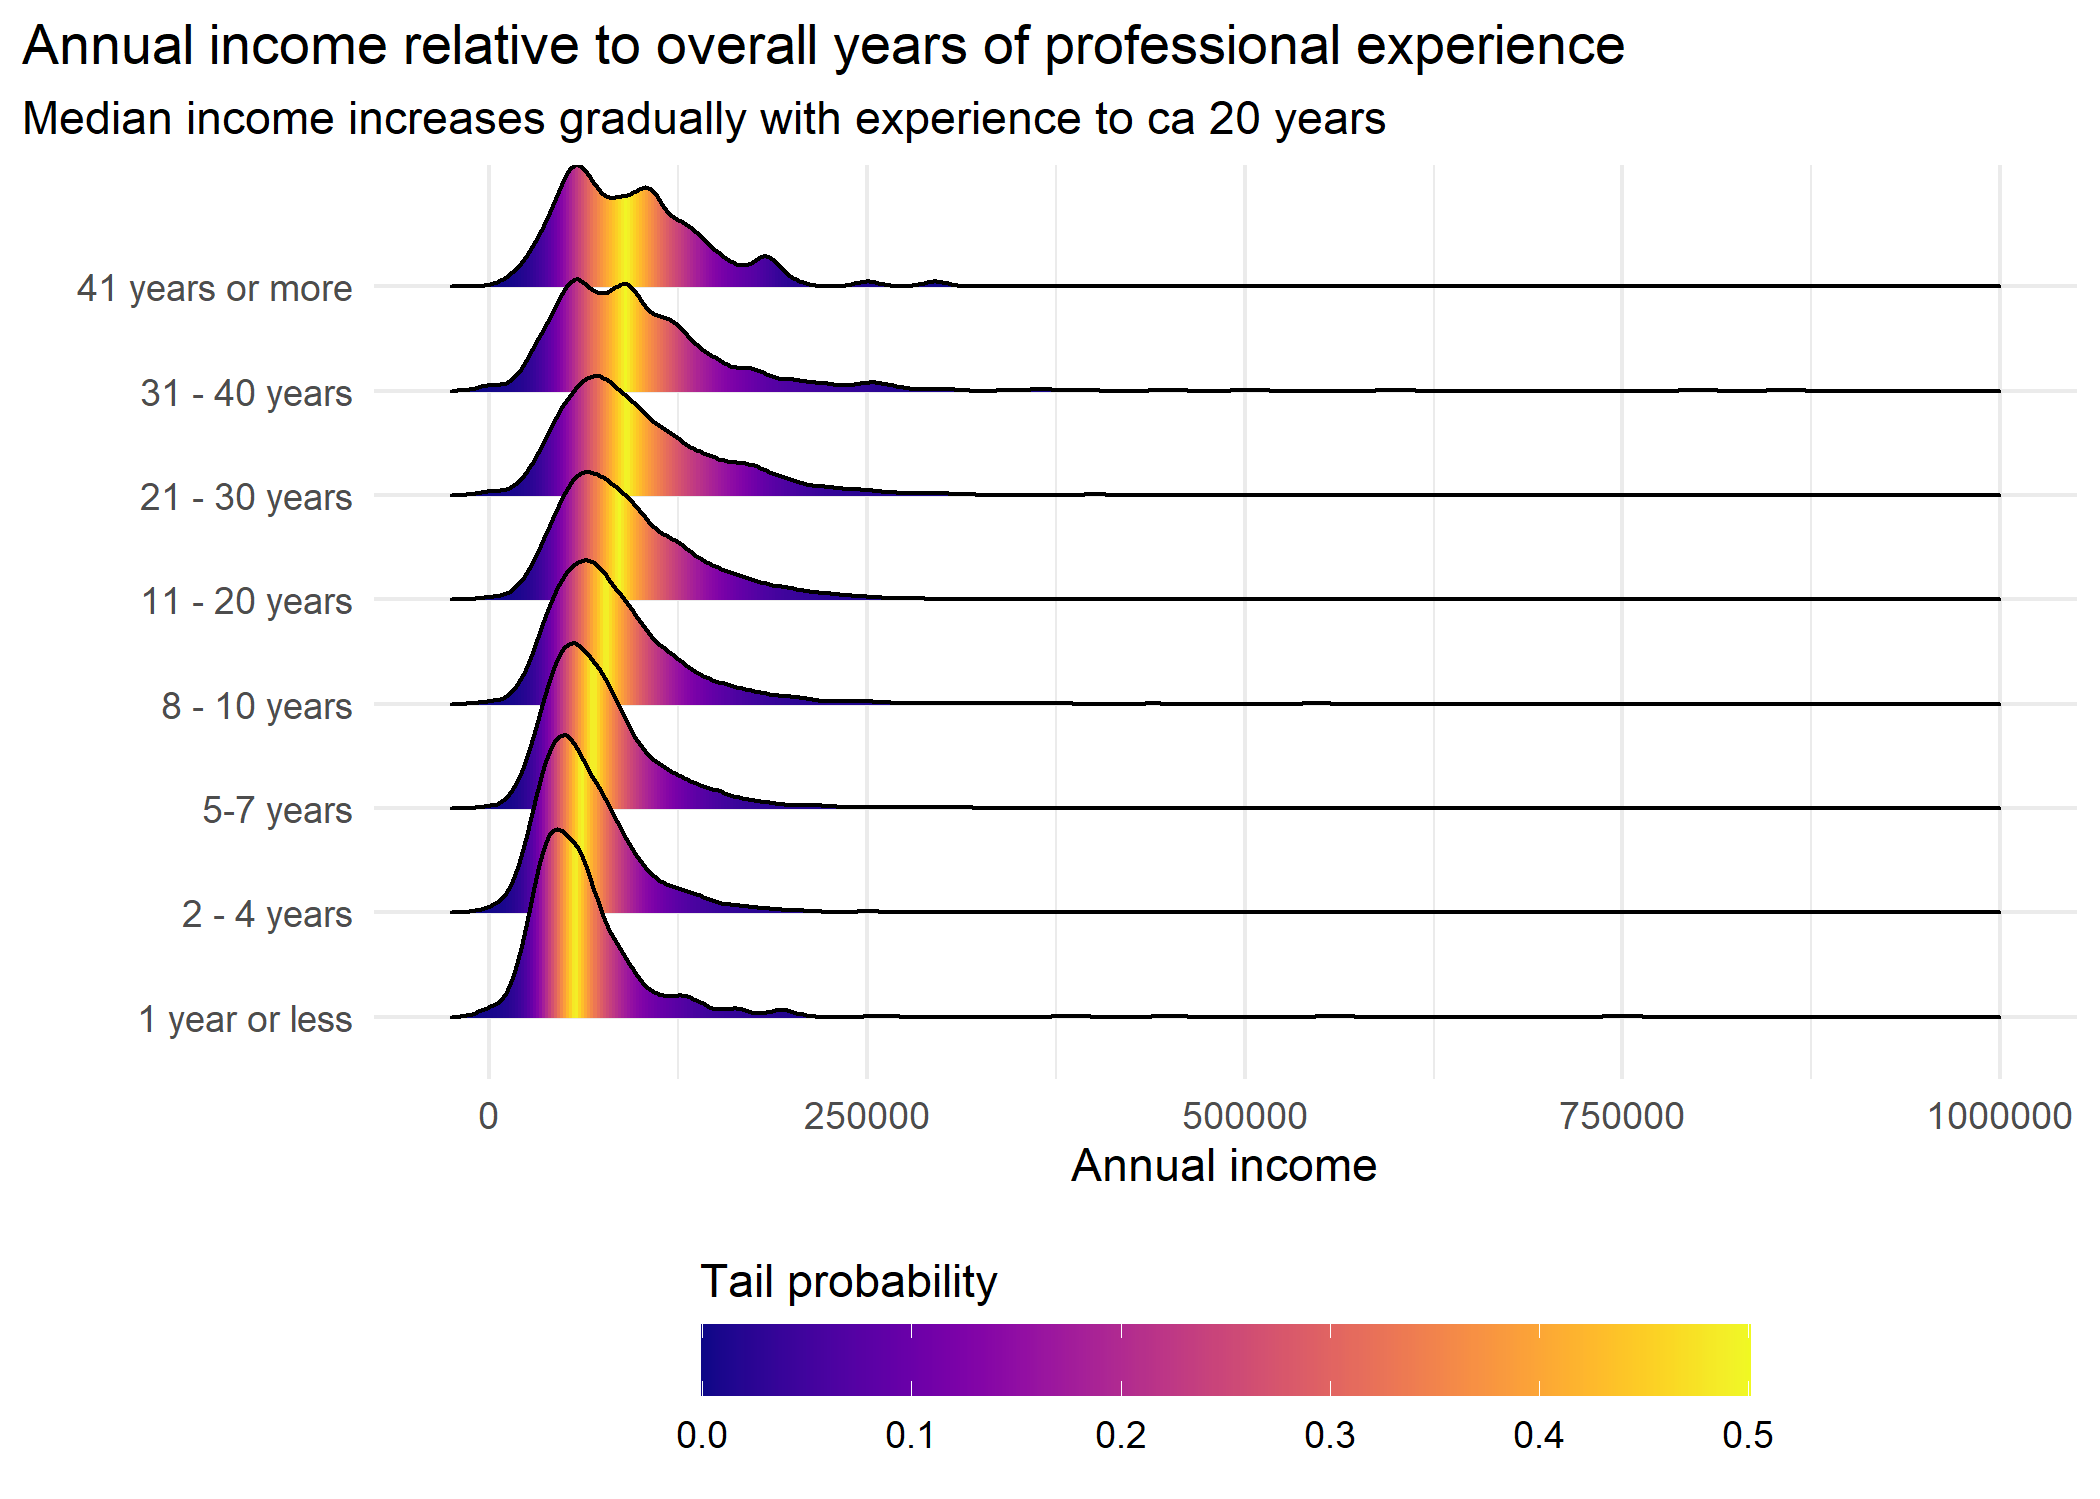 Annual income relative to overall years of professional experience
Median income increases gradually with experience to ca 20 years
41 years or more
31 - 40 years
21 - 30 years
11 - 20 years
8 - 10 years
5-7 years
2 - 4 years
1 year or less
0 250000 500000 750000 1000000
Annual income
Tail probability
0.0 0.1 0.2 0.3 0.4 0.5